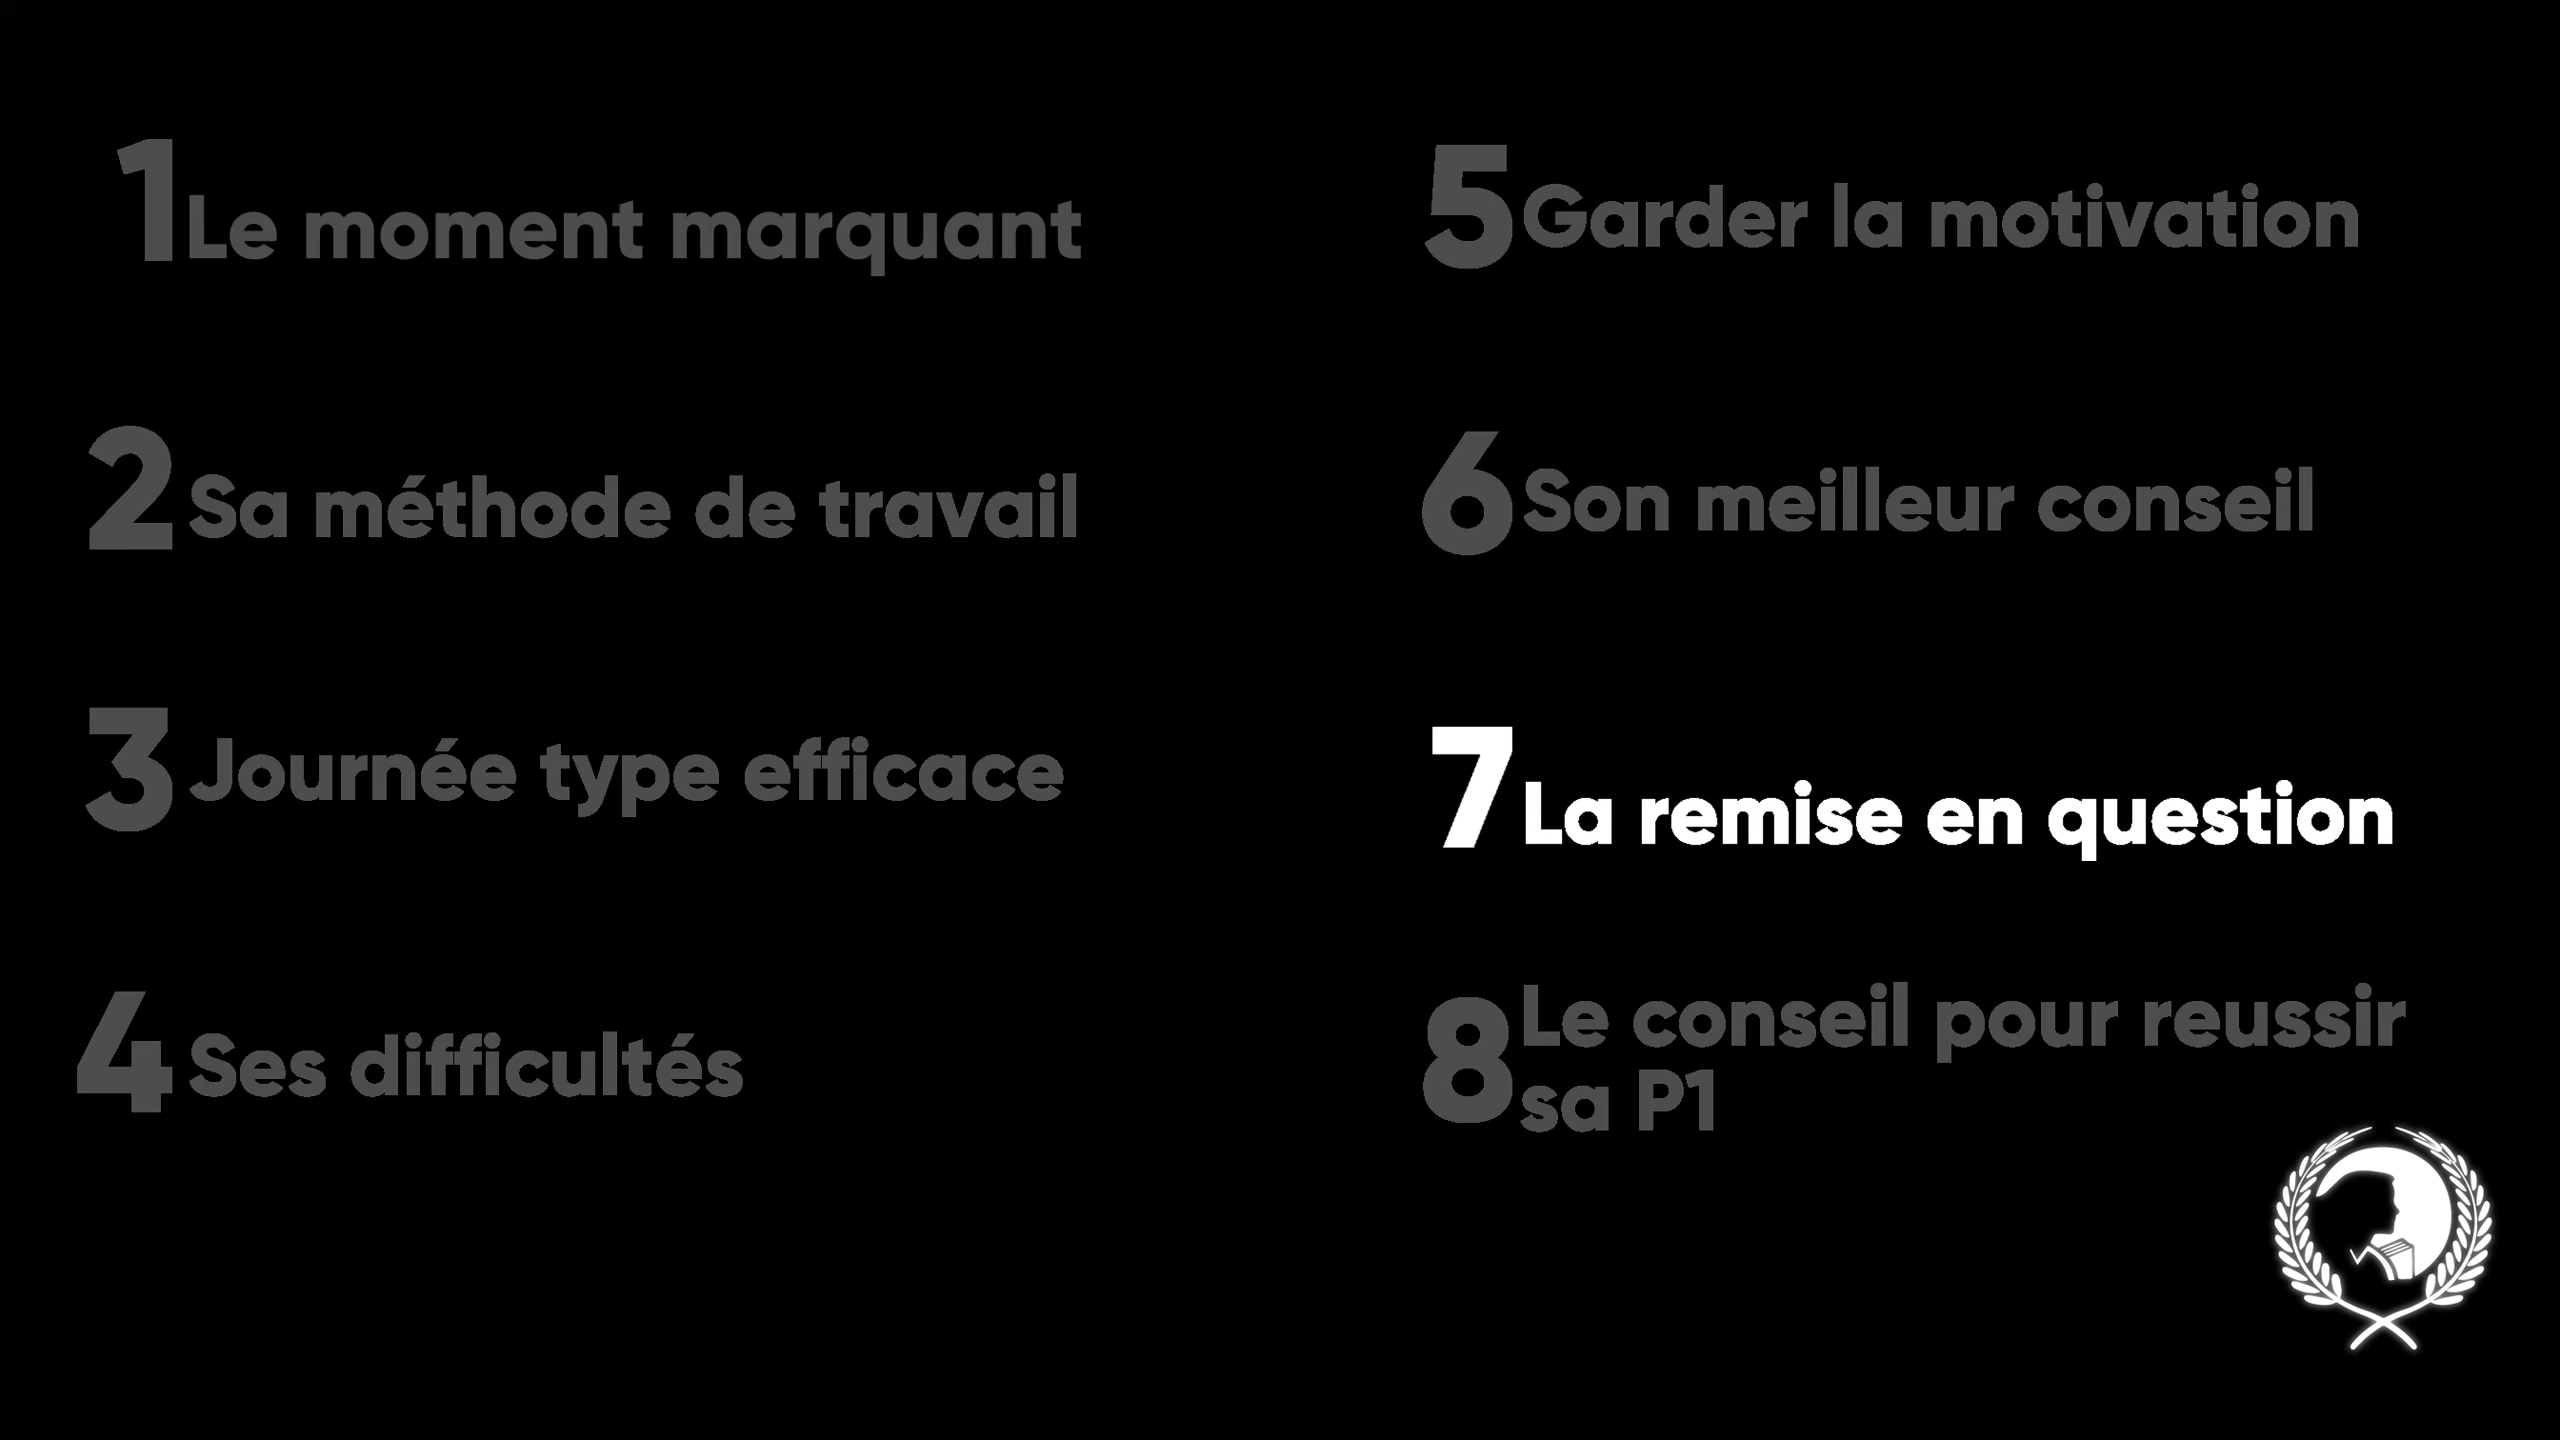 1 Le moment marquant
2 Sa méthode de travail
3 Journée type efficace
4 Ses difficultés
5 Garder la motivation
6 Son meilleur conseil
7 La remise en question
8 Le conseil pour reussir
sa P1